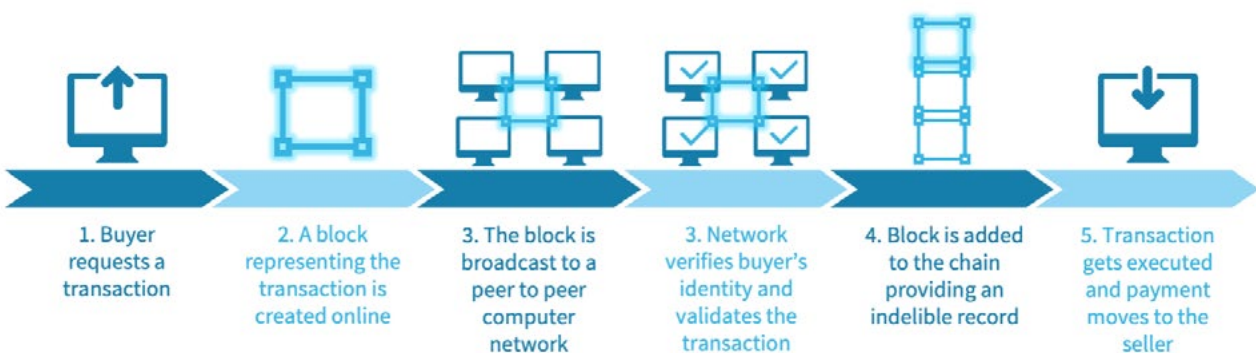 1. Buyer
requests a
transaction
2. A block
representing the
transaction is
created online
3. The block is
broadcast to a
peer to peer
computer
network
3. Network
verifies buyer’s
identity and
validates the
transaction
4. Block is added
to the chain
providing an
indelible record
5. Transaction
gets executed
and payment
moves to the
seller